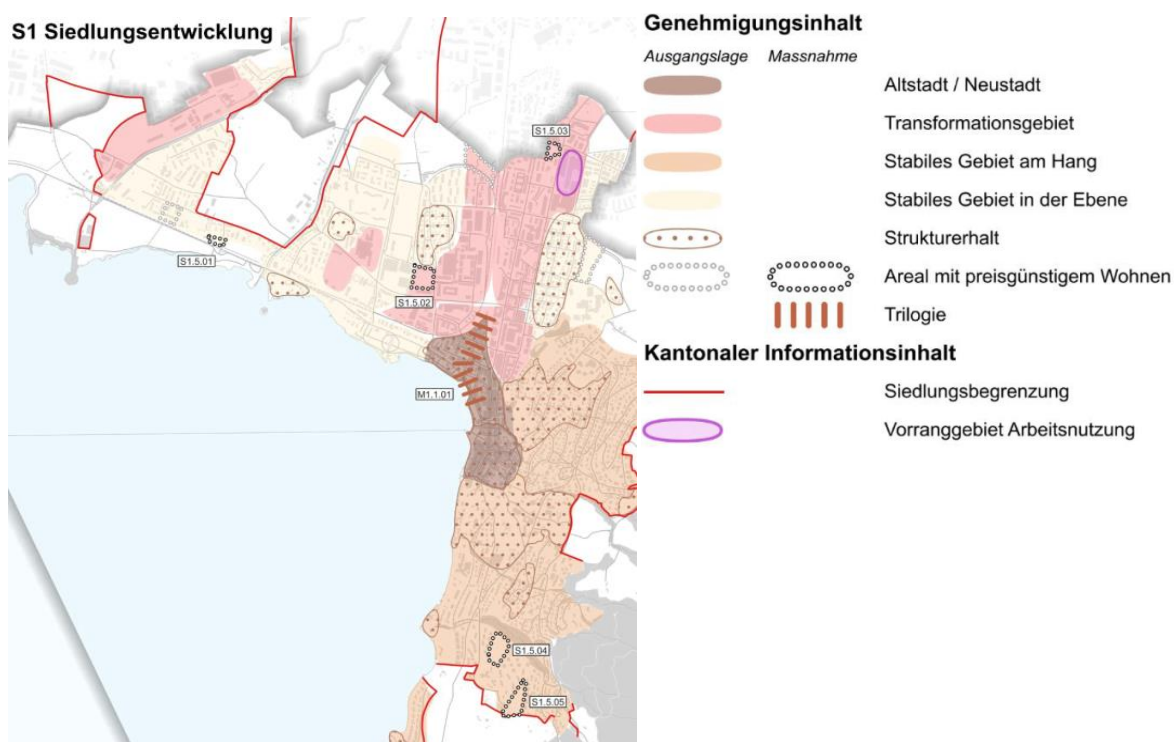 S1 Siedlungsentwicklung
S1.5.03
S1.5.01
S1.5.02
M1.1.01
S1.5.04
S1.5.05
Genehmigungsinhalt
Ausgangslage Massnahme
Altstadt / Neustadt
Transformationsgebiet
Stabiles Gebiet am Hang
Stabiles Gebiet in der Ebene
Strukturerhalt
Areal mit preisgünstigem Wohnen
Trilogie
Kantonaler Informationsinhalt
Siedlungsbegrenzung
Vorranggebiet Arbeitsnutzung